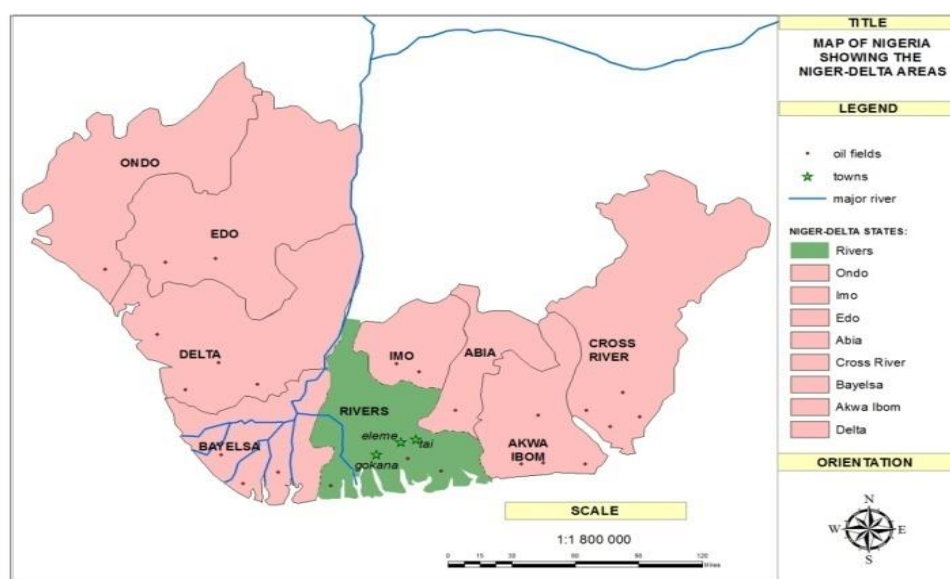 TITLE
MAP OF NIGERIA
SHOWING THE
NIGER-DELTA AREAS
LEGEND
oil fields
towns
major river
NIGER-DELTA STATES:
Rivers
Ondo
Imo
Edo
Abia
Cross River
Bayelsa
Akwa Ibom
Delta
ORIENTATION
N
W
E
S
ONDO
EDO
DELTA
IMO
ABIA
CROSS
RIVER
RIVERS
BAYELSA
eleme
tai
gokana
AKWA
IBOM
SCALE
1:1 800 000
0 15 30 60 90 120
Miles